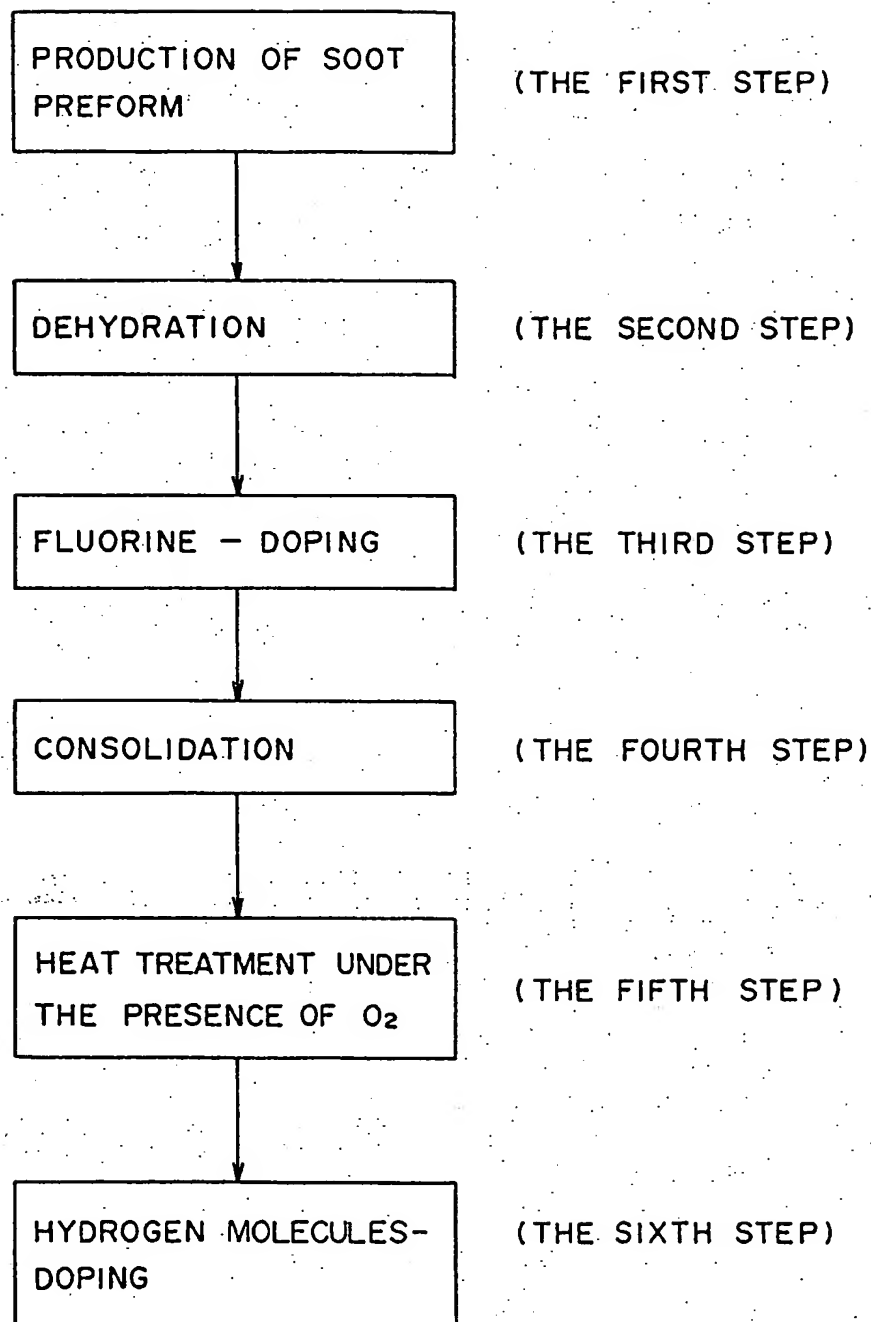 PRODUCTION OF SOOT
PREFORM
(THE FIRST STEP)
DEHYDRATION
(THE SECOND STEP)
FLUORINE — DOPING
(THE THIRD STEP)
CONSOLIDATION
(THE FOURTH STEP)
HEAT TREATMENT UNDER
THE PRESENCE OF O₂
(THE FIFTH STEP)
HYDROGEN MOLECULES-
DOPING
(THE SIXTH STEP)